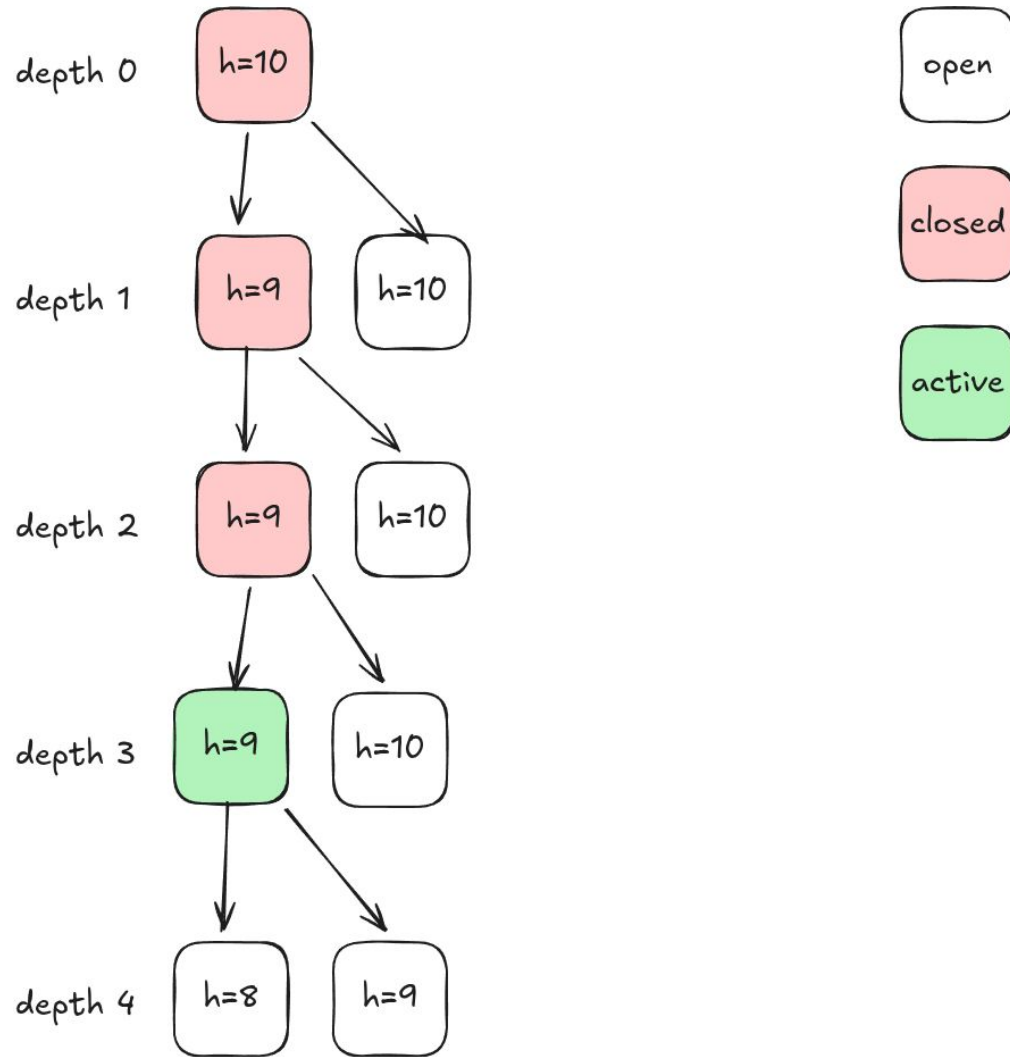 depth 0
h=10
open
closed
depth 1
h=9
h=10
active
depth 2
h=9
h=10
depth 3
h=9
h=10
depth 4
h=8
h=9